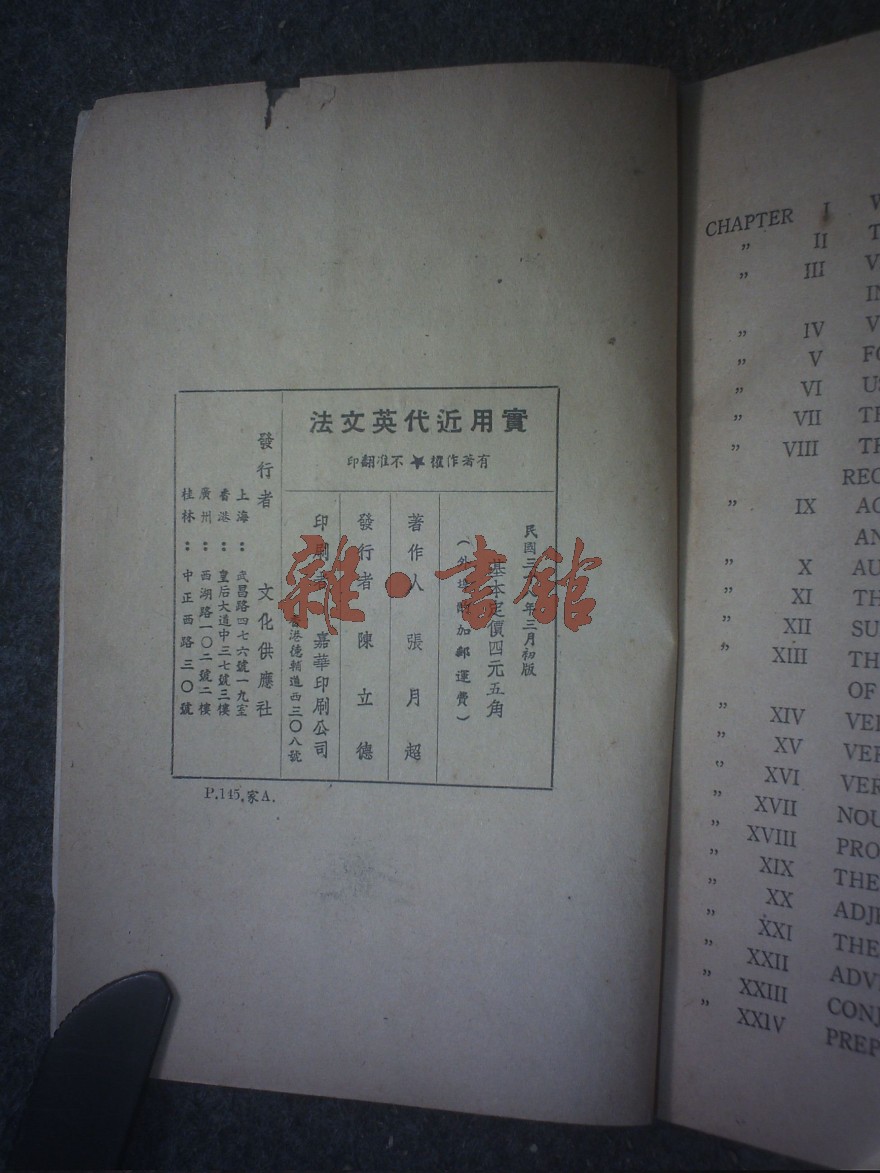 實用近代英文法
有著作權★不准翻印
民國三
年三月初版
基本定價四元五角
(外埠
加郵運費)
著作人 張月超
發行者 陳立德
印刷者 嘉華印刷公司
香港德輔道西三〇八號
發行者 文化供應社
上海：武昌路四七六號一九室
香港：皇后大道中三七號三樓
廣州：西湖路一〇二號二樓
桂林：中正西路三〇號
P.145,家A.
雜·書館
CHAPTER I
” II
” III
” IV
” V
” VI
” VII
” VIII
” IX
” X
” XI
” XII
” XIII
OF
” XIV
” XV
” XVI
” XVII
” XVIII
” XIX
” XX
” XXI THE
” XXII
” XXIII
” XXIV